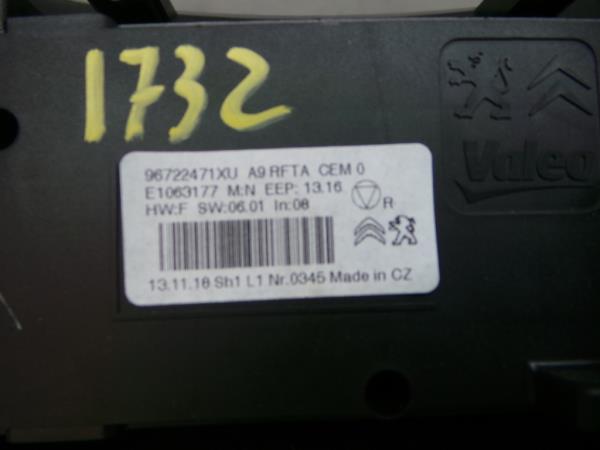 1732
Valeo
96722471XU A9 RFTA CEM 0
E1063177 M:N EEP: 13.16
R
HW:F SW:06.01 In:08
13.11.18 Sh1 L1 Nr.0345 Made in CZ